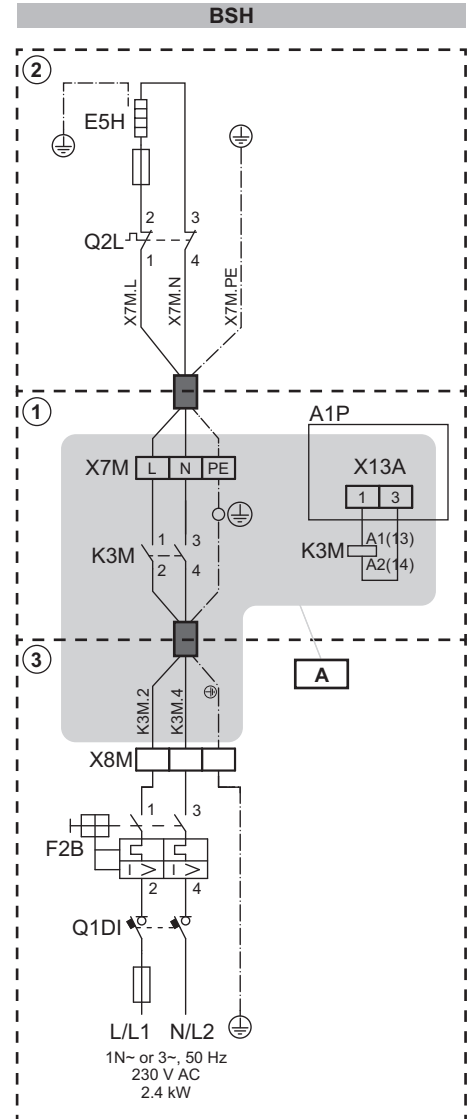 BSH
2
E5H
2 3
Q2L
1 4
X7M.L
X7M.N
X7M.PE
1
A1P
X7M L N PE
X13A
1 3
K3M
1 3
2 4
K3M
A1(13)
A2(14)
3
A
K3M.2
K3M.4
X8M
1 3
F2B
I > I >
2 4
Q1DI
L/L1 N/L2
1N~ or 3~, 50 Hz
230 V AC
2.4 kW